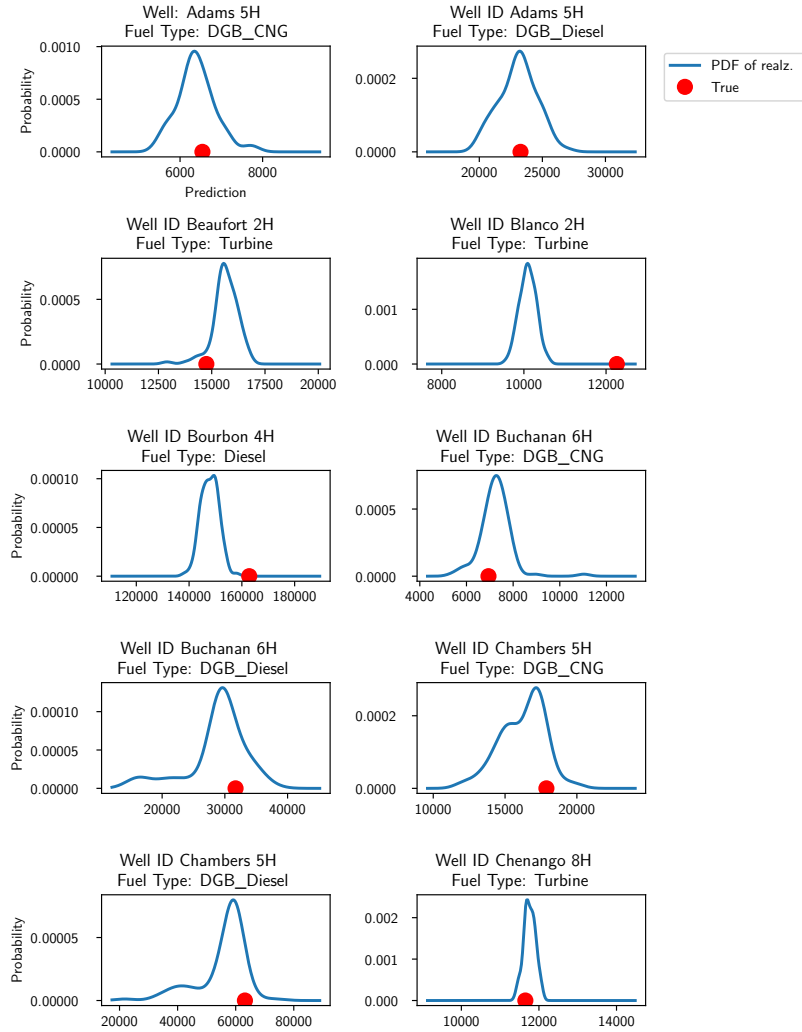 Well: Adams 5H
Fuel Type: DGB_CNG
0.0010
0.0005
0.0000
Probability
6000 8000
Prediction
Well ID Adams 5H
Fuel Type: DGB_Diesel
0.0002
0.0000
20000 25000 30000
PDF of realz.
True
Well ID Beaufort 2H
Fuel Type: Turbine
0.0005
0.0000
Probability
10000 12500 15000 17500 20000
Well ID Blanco 2H
Fuel Type: Turbine
0.001
0.000
8000 10000 12000
Well ID Bourbon 4H
Fuel Type: Diesel
0.00010
0.00005
0.00000
Probability
120000 140000 160000 180000
Well ID Buchanan 6H
Fuel Type: DGB_CNG
0.0005
0.0000
4000 6000 8000 10000 12000
Well ID Buchanan 6H
Fuel Type: DGB_Diesel
0.00010
0.00005
0.00000
Probability
20000 30000 40000
Well ID Chambers 5H
Fuel Type: DGB_CNG
0.0002
0.0000
10000 15000 20000
Well ID Chambers 5H
Fuel Type: DGB_Diesel
0.00005
0.00000
Probability
20000 40000 60000 80000
Well ID Chenango 8H
Fuel Type: Turbine
0.002
0.001
0.000
10000 12000 14000